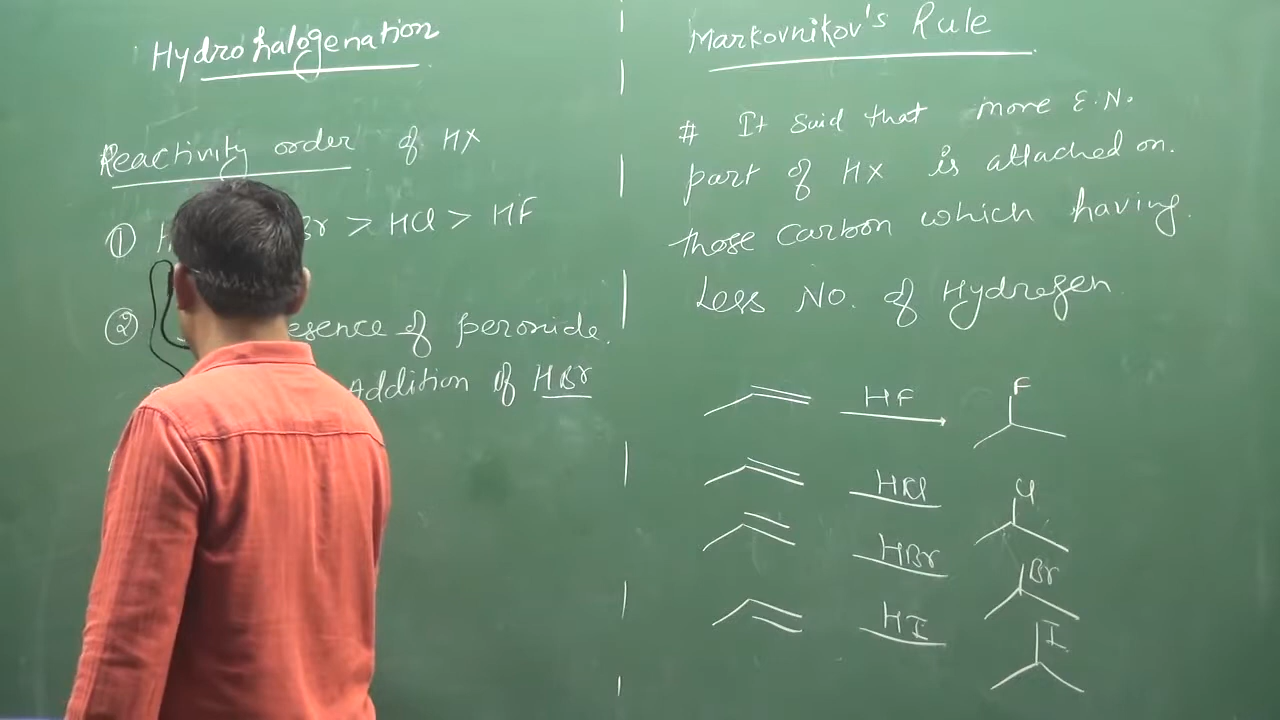 Hydrohalogenation
Reactivity order of HX
① H Br > HCl > HF
② esence of peroxide.
Addition of HBr
Markovnikov's Rule
# It said that more E.N.
part of HX is attached on.
those Carbon which having.
Less No. of Hydrogen.
HF F
HCl Cl
HBr Br
HI I